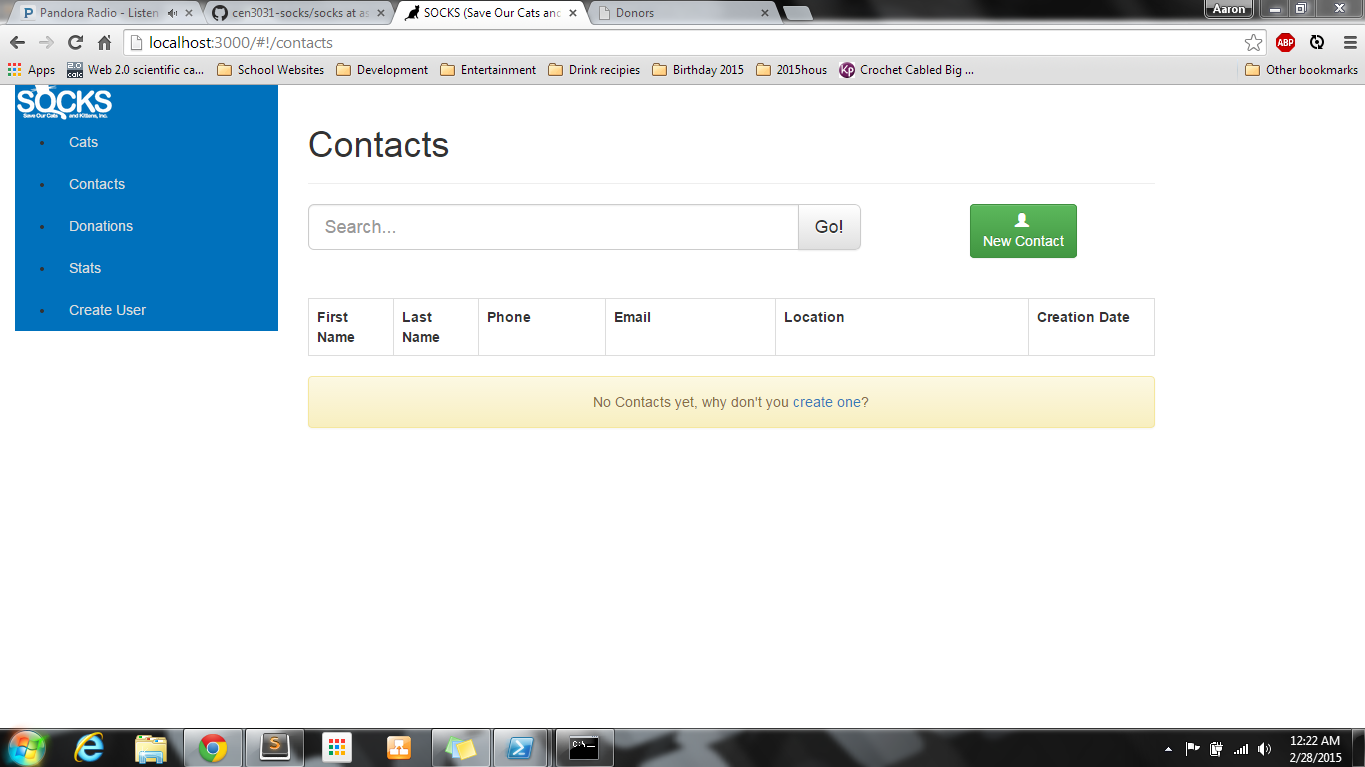 Pandora Radio - Listen
cen3031-socks/socks at as
SOCKS (Save Our Cats and
Donors
Aaron
localhost:3000/#!/contacts
ABP
Apps
Web 2.0 scientific ca...
School Websites
Development
Entertainment
Drink recipies
Birthday 2015
2015hous
Crochet Cabled Big ...
Other bookmarks
SOCKS
Save Our Cats and Kittens, Inc.
Cats
Contacts
Donations
Stats
Create User
Contacts
Search...
Go!
New Contact
First Name
Last Name
Phone
Email
Location
Creation Date
No Contacts yet, why don't you create one?
12:22 AM
2/28/2015